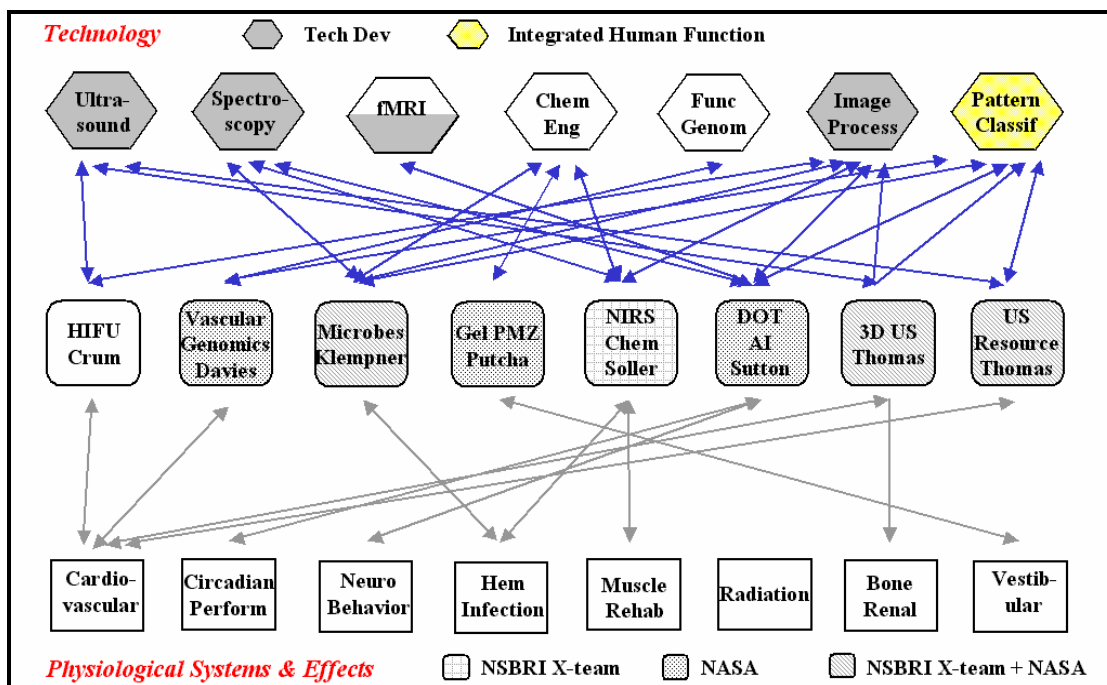 Technology
Tech Dev
Integrated Human Function
Ultra-
sound
Spectro-
scopy
fMRI
Chem
Eng
Func
Genom
Image
Process
Pattern
Classif
HIFU
Crum
Vascular
Genomics
Davies
Microbes
Klempner
Gel PMZ
Putcha
NIRS
Chem
Soller
DOT
AI
Sutton
3D US
Thomas
US
Resource
Thomas
Cardio-
vascular
Circadian
Perform
Neuro
Behavior
Hem
Infection
Muscle
Rehab
Radiation
Bone
Renal
Vestib-
ular
Physiological Systems & Effects
NSBRI X-team
NASA
NSBRI X-team + NASA